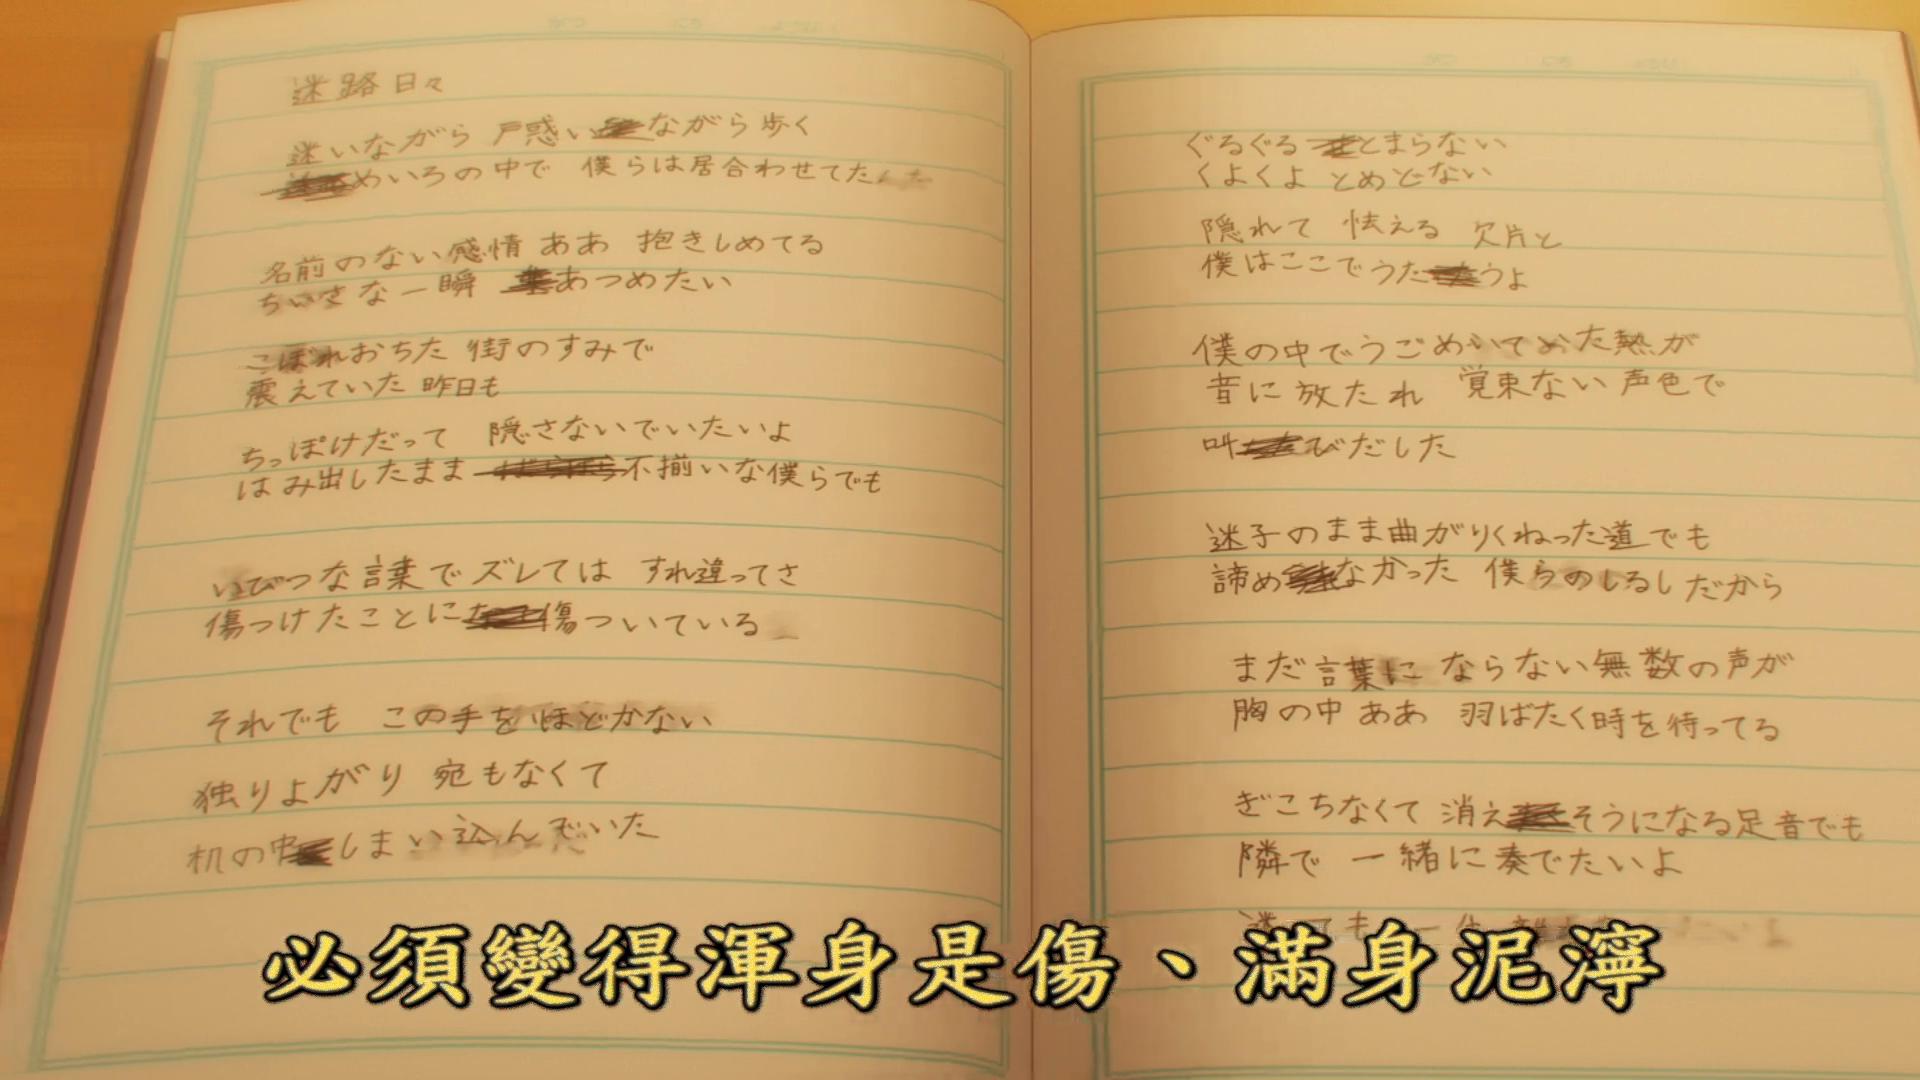 迷路日々
迷いながら 戸惑いながら歩く
めいろの中で 僕らは居合わせてた
名前のない感情 ああ 抱きしめてる
ちいさな一瞬 あつめたい
こぼれおちた 街のすみで
震えていた 昨日も
ちっぽけだって 隠さないでいたいよ
はみ出したまま ばらばら不揃いな僕らでも
いびつな言葉で ズレては すれ違ってさ
傷つけたことに傷ついている
それでも この手をほどかない
独りよがり 宛もなくて
机の中しまい込んでいた
ぐるぐる とまらない
くよくよ とめどない
隠れて 怯える 欠片と
僕はここでうたうよ
僕の中でうごめいてた熱が
音に放たれ 覚束ない声色で
叫びだした
迷子のまま曲がりくねった道でも
諦めなかった 僕らのしるしだから
まだ言葉に ならない無数の声が
胸の中 ああ 羽ばたく時を待ってる
ぎこちなくて 消えそうになる足音でも
隣で 一緒に奏でたいよ
必須變得渾身是傷、滿身泥濘